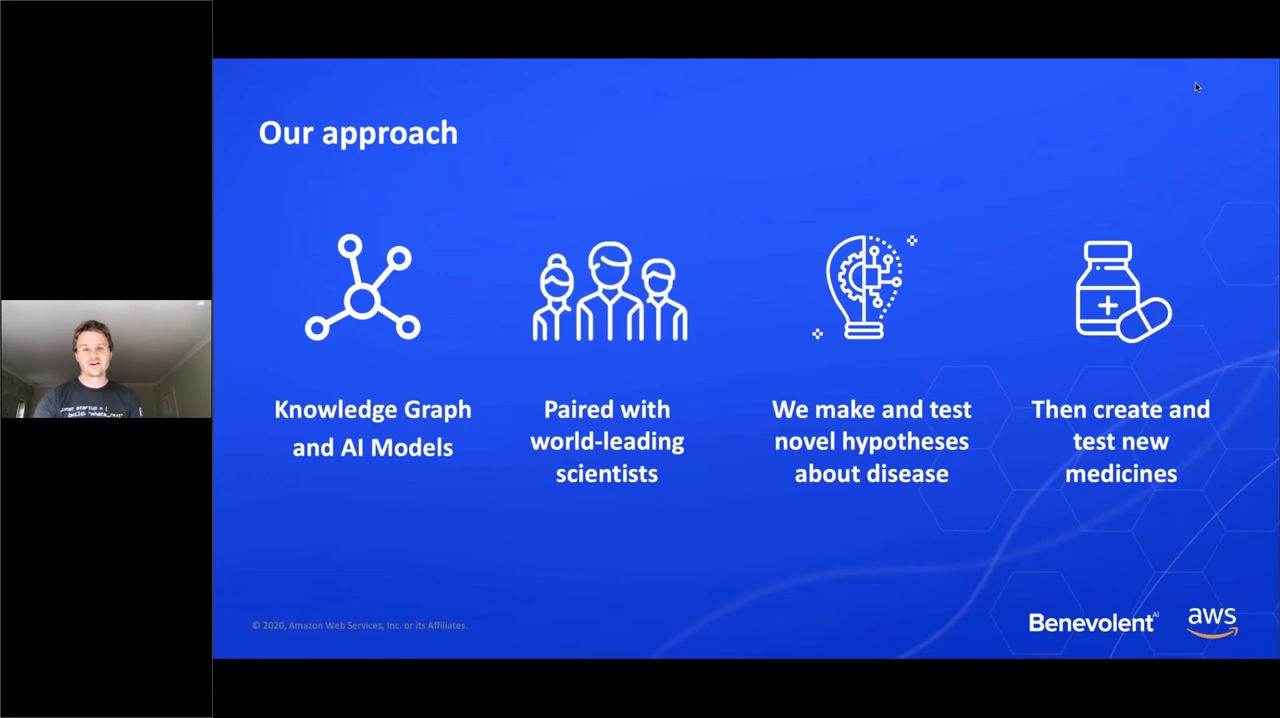 Our approach
Knowledge Graph
and AI Models
Paired with
world-leading
scientists
We make and test
novel hypotheses
about disease
Then create and
test new
medicines
© 2020, Amazon Web Services, Inc. or its Affiliates.
Benevolent AI
aws